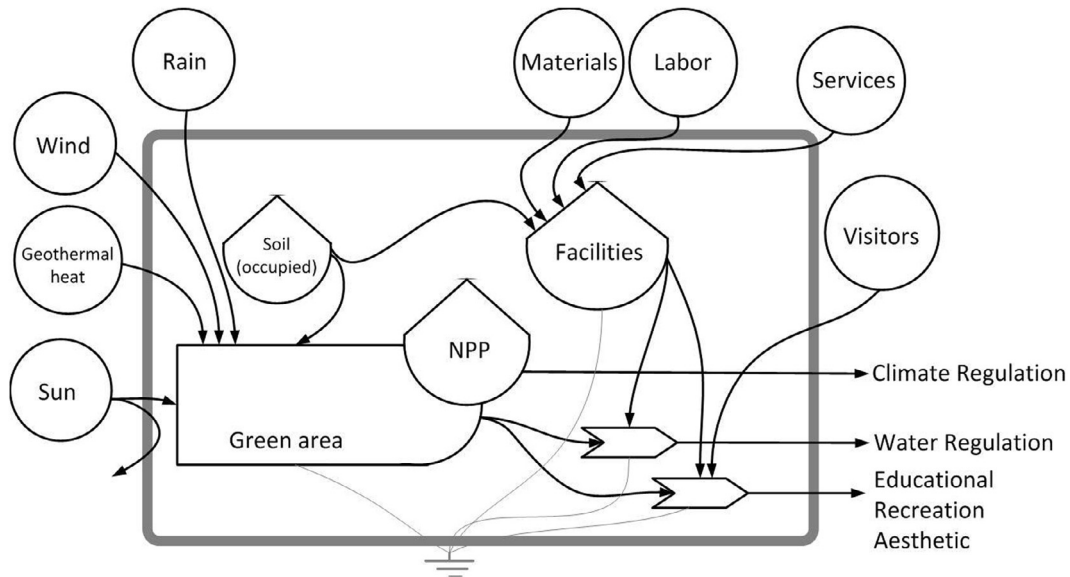 Rain
Materials
Labor
Services
Wind
Geothermal
heat
Soil
(occupied)
Facilities
Visitors
Sun
NPP
Green area
Climate Regulation
Water Regulation
Educational
Recreation
Aesthetic